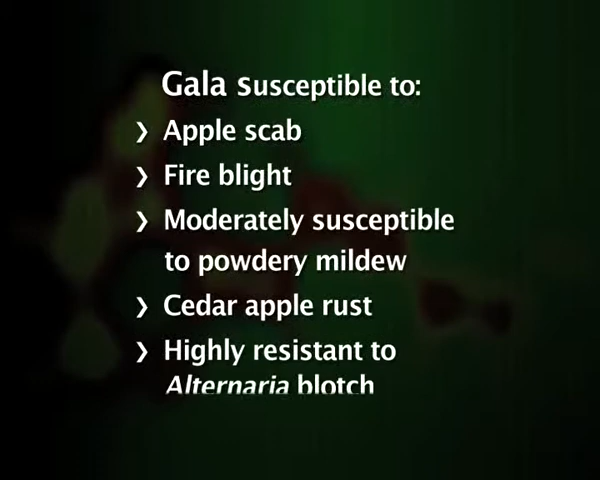 Gala susceptible to:
❯ Apple scab
❯ Fire blight
❯ Moderately susceptible
to powdery mildew
❯ Cedar apple rust
❯ Highly resistant to
Alternaria blotch